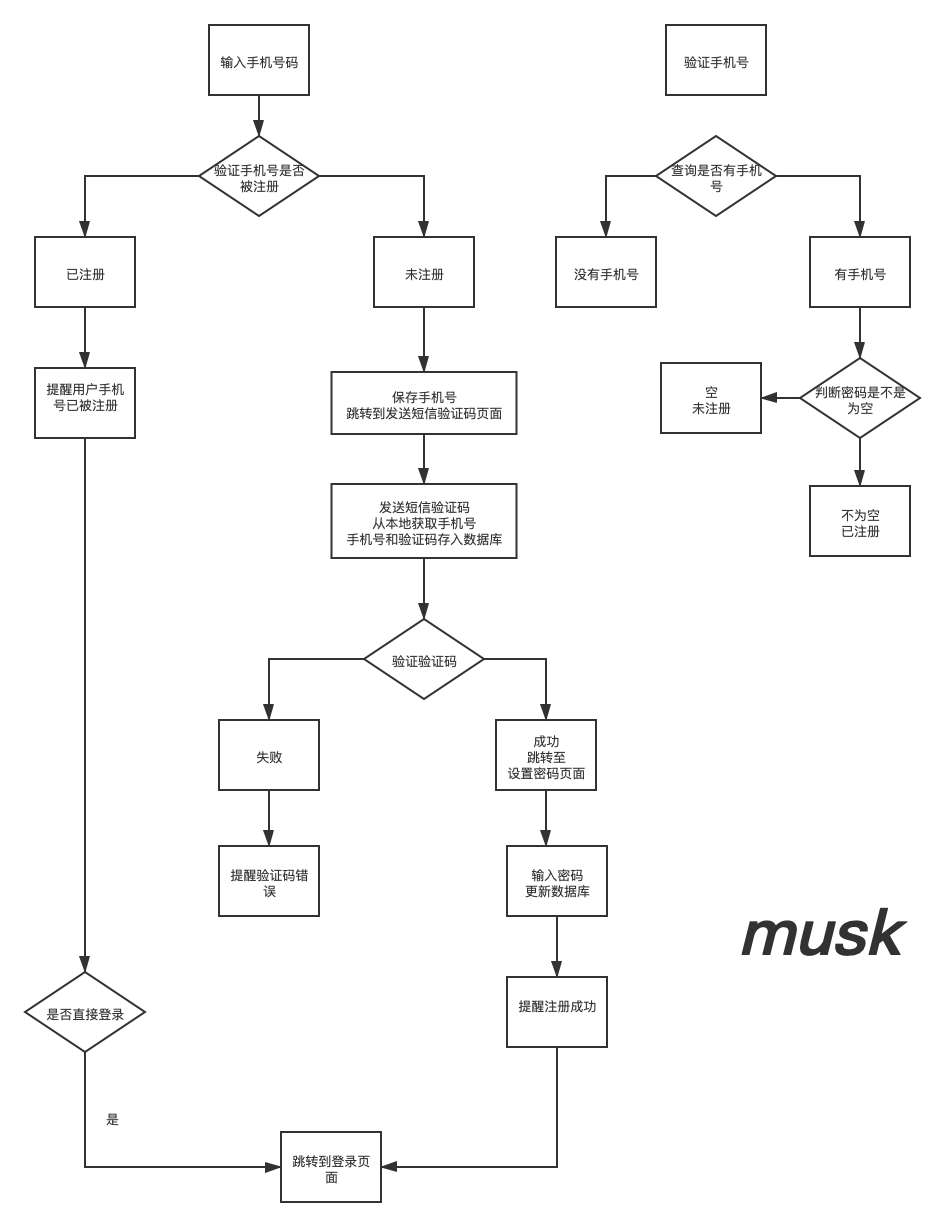 输入手机号码
验证手机号是否
被注册
已注册
未注册
提醒用户手机
号已被注册
保存手机号
跳转到发送短信验证码页面
发送短信验证码
从本地获取手机号
手机号和验证码存入数据库
验证验证码
失败
成功
跳转至
设置密码页面
提醒验证码错
误
输入密码
更新数据库
提醒注册成功
是否直接登录
是
跳转到登录页
面
验证手机号
查询是否有手机
号
没有手机号
有手机号
判断密码是不是
为空
空
未注册
不为空
已注册
musk